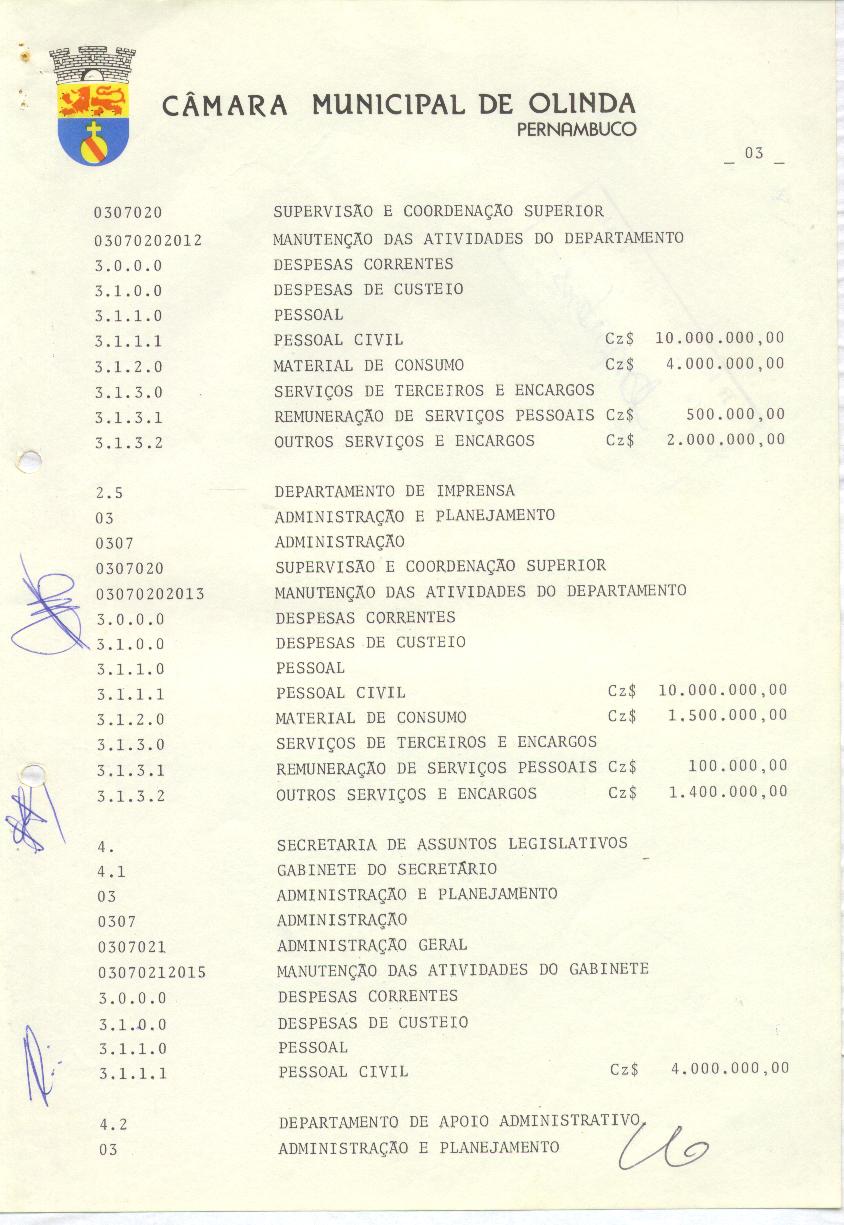 CÂMARA MUNICIPAL DE OLINDA
PERNAMBUCO
_ 03 _
0307020 SUPERVISÃO E COORDENAÇÃO SUPERIOR
03070202012 MANUTENÇÃO DAS ATIVIDADES DO DEPARTAMENTO
3.0.0.0 DESPESAS CORRENTES
3.1.0.0 DESPESAS DE CUSTEIO
3.1.1.0 PESSOAL
3.1.1.1 PESSOAL CIVIL Cz$ 10.000.000,00
3.1.2.0 MATERIAL DE CONSUMO Cz$ 4.000.000,00
3.1.3.0 SERVIÇOS DE TERCEIROS E ENCARGOS
3.1.3.1 REMUNERAÇÃO DE SERVIÇOS PESSOAIS Cz$ 500.000,00
3.1.3.2 OUTROS SERVIÇOS E ENCARGOS Cz$ 2.000.000,00
2.5 DEPARTAMENTO DE IMPRENSA
03 ADMINISTRAÇÃO E PLANEJAMENTO
0307 ADMINISTRAÇÃO
0307020 SUPERVISÃO E COORDENAÇÃO SUPERIOR
03070202013 MANUTENÇÃO DAS ATIVIDADES DO DEPARTAMENTO
3.0.0.0 DESPESAS CORRENTES
3.1.0.0 DESPESAS DE CUSTEIO
3.1.1.0 PESSOAL
3.1.1.1 PESSOAL CIVIL Cz$ 10.000.000,00
3.1.2.0 MATERIAL DE CONSUMO Cz$ 1.500.000,00
3.1.3.0 SERVIÇOS DE TERCEIROS E ENCARGOS
3.1.3.1 REMUNERAÇÃO DE SERVIÇOS PESSOAIS Cz$ 100.000,00
3.1.3.2 OUTROS SERVIÇOS E ENCARGOS Cz$ 1.400.000,00
4. SECRETARIA DE ASSUNTOS LEGISLATIVOS
4.1 GABINETE DO SECRETÁRIO
03 ADMINISTRAÇÃO E PLANEJAMENTO
0307 ADMINISTRAÇÃO
0307021 ADMINISTRAÇÃO GERAL
03070212015 MANUTENÇÃO DAS ATIVIDADES DO GABINETE
3.0.0.0 DESPESAS CORRENTES
3.1.0.0 DESPESAS DE CUSTEIO
3.1.1.0 PESSOAL
3.1.1.1 PESSOAL CIVIL Cz$ 4.000.000,00
4.2 DEPARTAMENTO DE APOIO ADMINISTRATIVO
03 ADMINISTRAÇÃO E PLANEJAMENTO